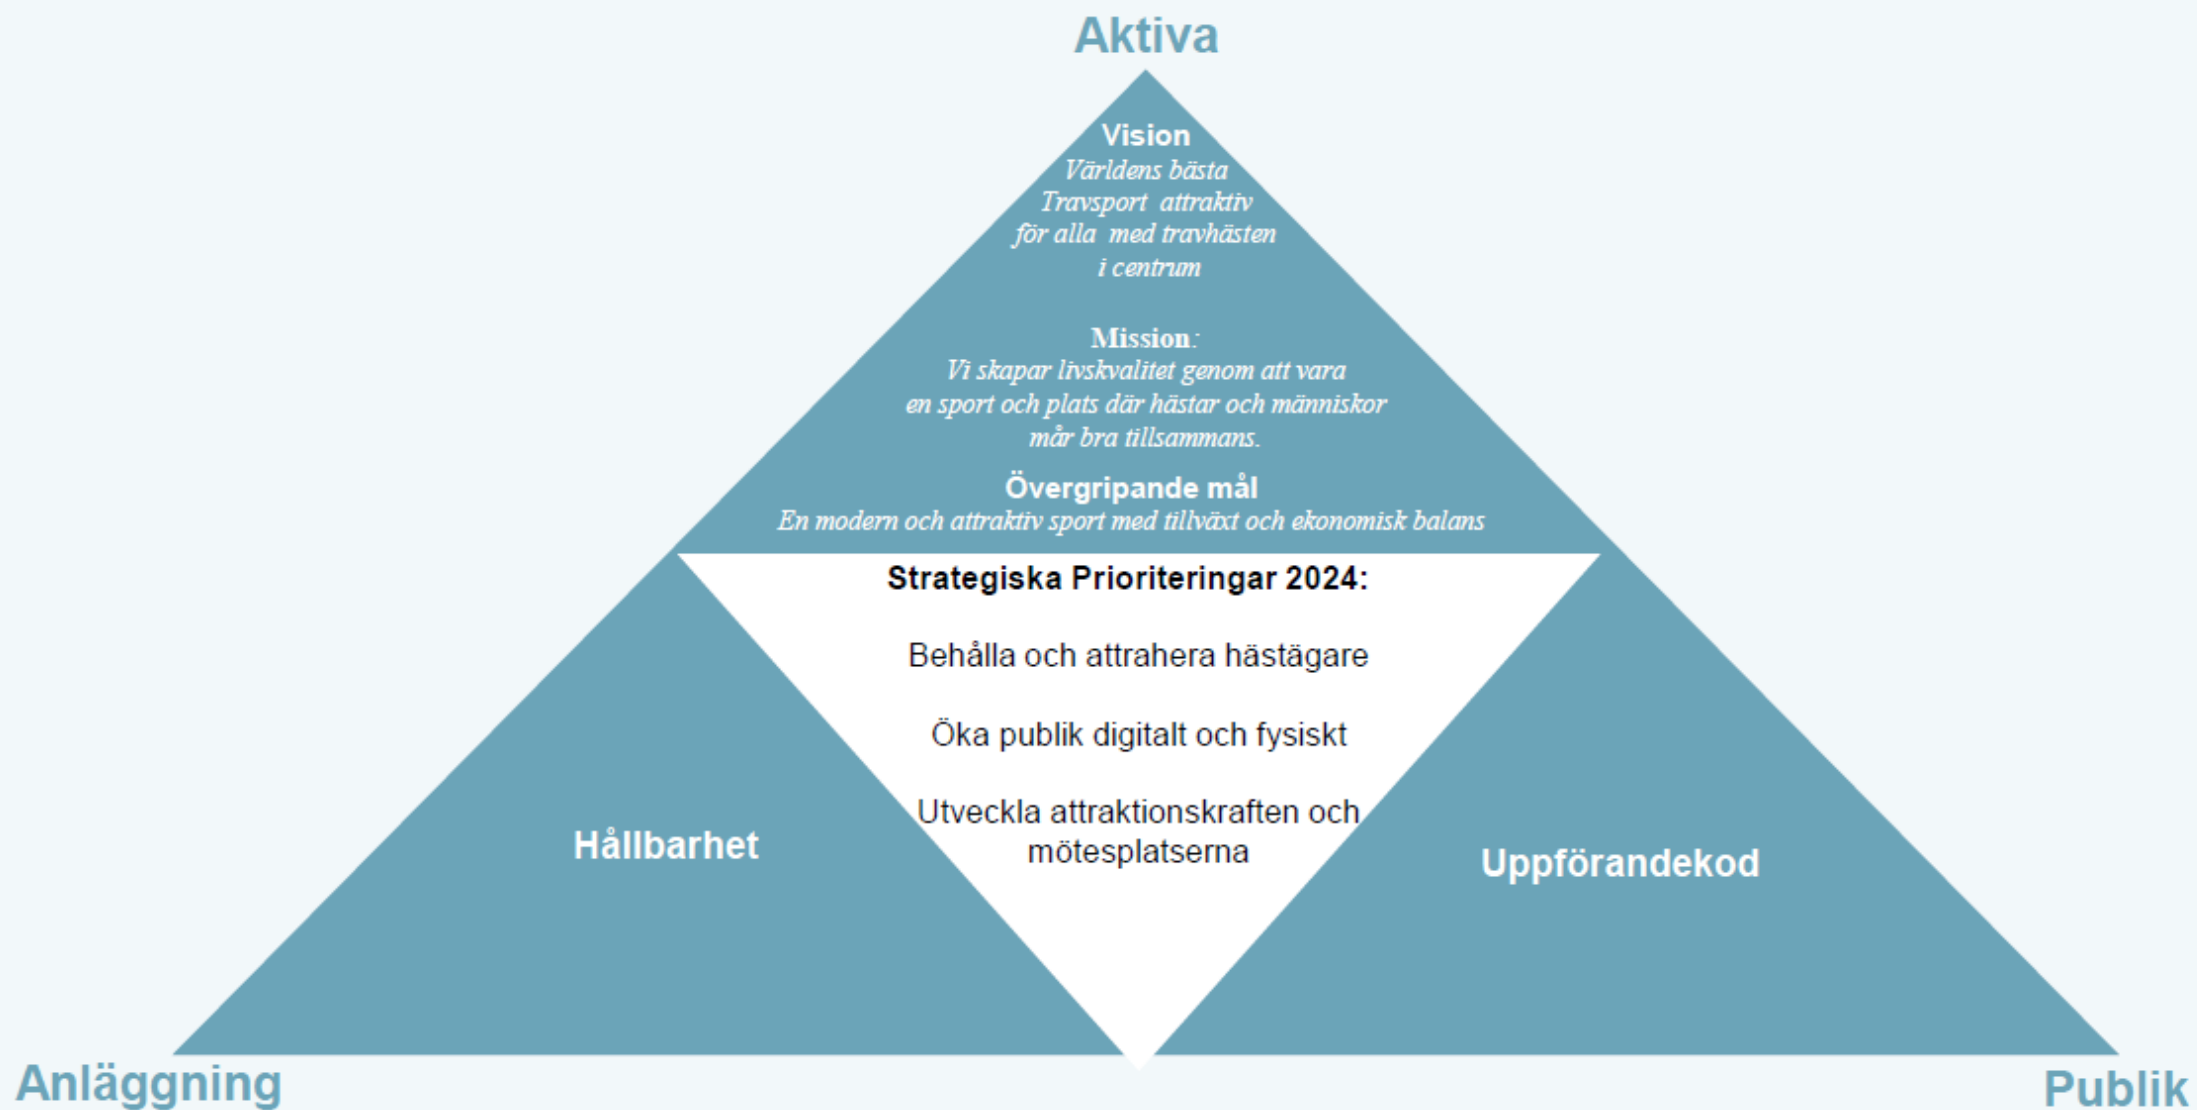 Aktiva
Vision
Världens bästa
Travsport attraktiv
för alla med travhästen
i centrum
Mission:
Vi skapar livskvalitet genom att vara
en sport och plats där hästar och människor
mår bra tillsammans.
Övergripande mål
En modern och attraktiv sport med tillväxt och ekonomisk balans
Strategiska Prioriteringar 2024:
Behålla och attrahera hästägare
Öka publik digitalt och fysiskt
Utveckla attraktionskraften och
mötesplatserna
Hållbarhet
Uppförandekod
Anläggning
Publik